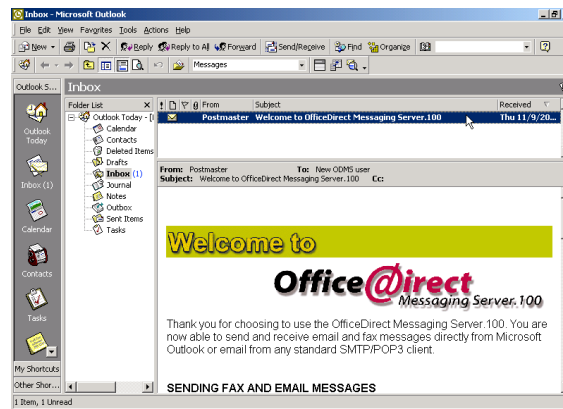 Inbox - Microsoft Outlook
File Edit View Favorites Tools Actions Help
New Reply Reply to All Forward Send/Receive Find Organize
Messages
Outlook S... Inbox
Outlook Today
Inbox (1)
Calendar
Contacts
Tasks
My Shortcuts
Other Shor...
Folder List X
Outlook Today - [
Calendar
Contacts
Deleted Items
Drafts
Inbox (1)
Journal
Notes
Outbox
Sent Items
Tasks
! From Subject Received
Postmaster Welcome to OfficeDirect Messaging Server.100 Thu 11/9/20...
From: Postmaster To: New ODMS user
Subject: Welcome to OfficeDirect Messaging Server.100 Cc:
Welcome to
Office@irect
Messaging Server.100
Thank you for choosing to use the OfficeDirect Messaging Server.100. You are
now able to send and receive email and fax messages directly from Microsoft
Outlook or email from any standard SMTP/POP3 client.
SENDING FAX AND EMAIL MESSAGES
1 Item, 1 Unread